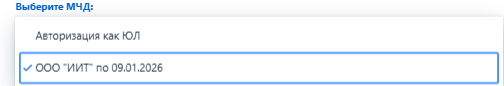 Выберите МЧД:
Авторизация как ЮЛ
ООО "ИИТ" по 09.01.2026